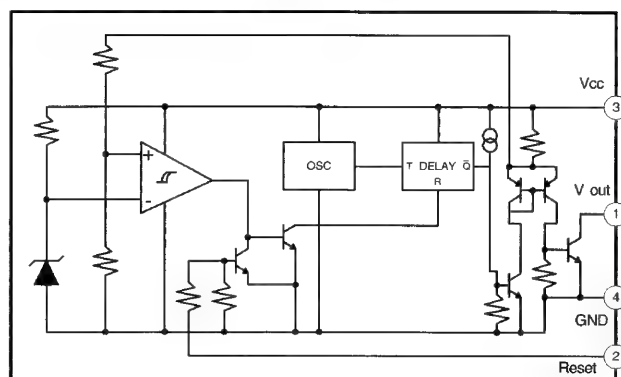 Vcc
3
+
-
OSC
T DELAY Q̅
R
V out
1
4
GND
2
Reset